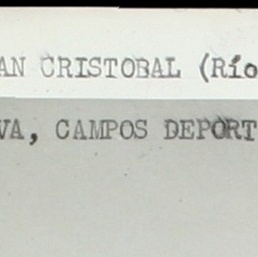 AN CRISTOBAL (Río
VA, CAMPOS DEPORT